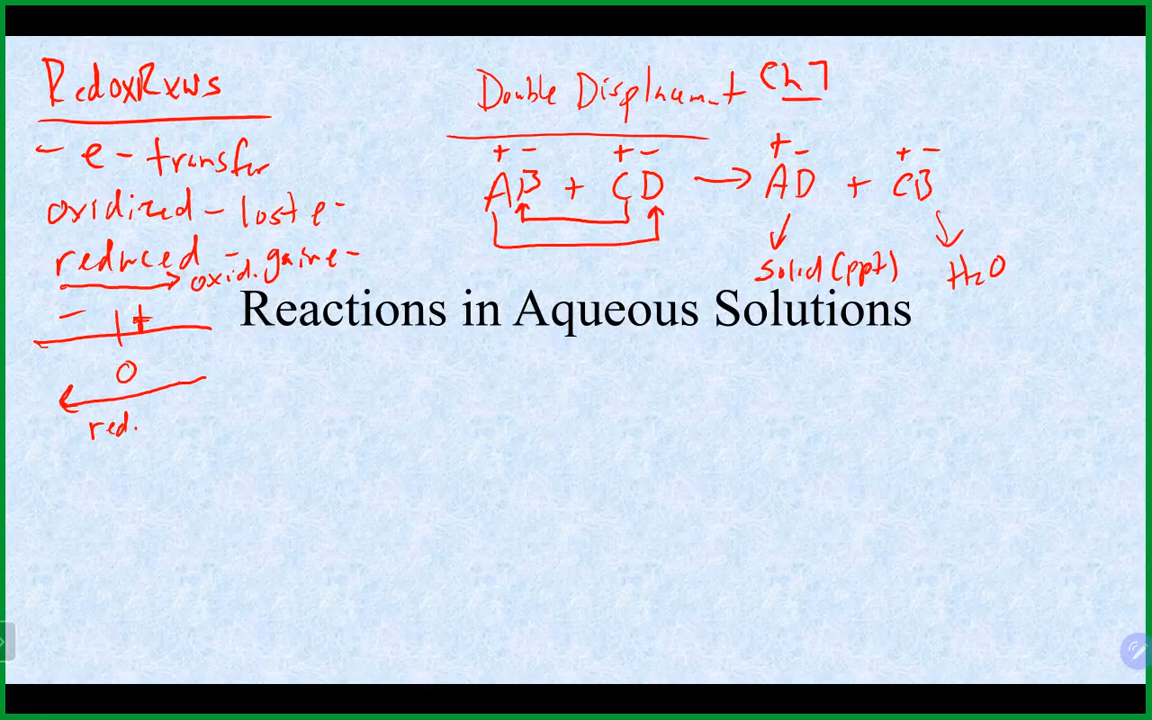 Redox Rxns
- e - transfer
oxidized - lost e-
reduced - gain e-
oxid.
- | +
0
red.
Double Displacement Ch 7
+ - + - + - + -
AB + CD → AD + CB
solid (ppt) H2O
Reactions in Aqueous Solutions